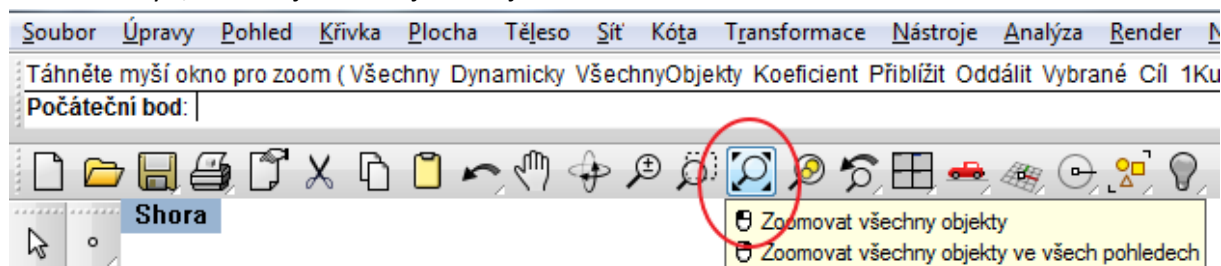 Soubor Úpravy Pohled Křivka Plocha Těleso Síť Kóta Transformace Nástroje Analýza Render
Táhněte myší okno pro zoom ( Všechny Dynamicky VšechnyObjekty Koeficient Přiblížit Oddálit Vybrané Cíl
Počáteční bod:
Shora
Zoomovat všechny objekty
Zoomovat všechny objekty ve všech pohledech